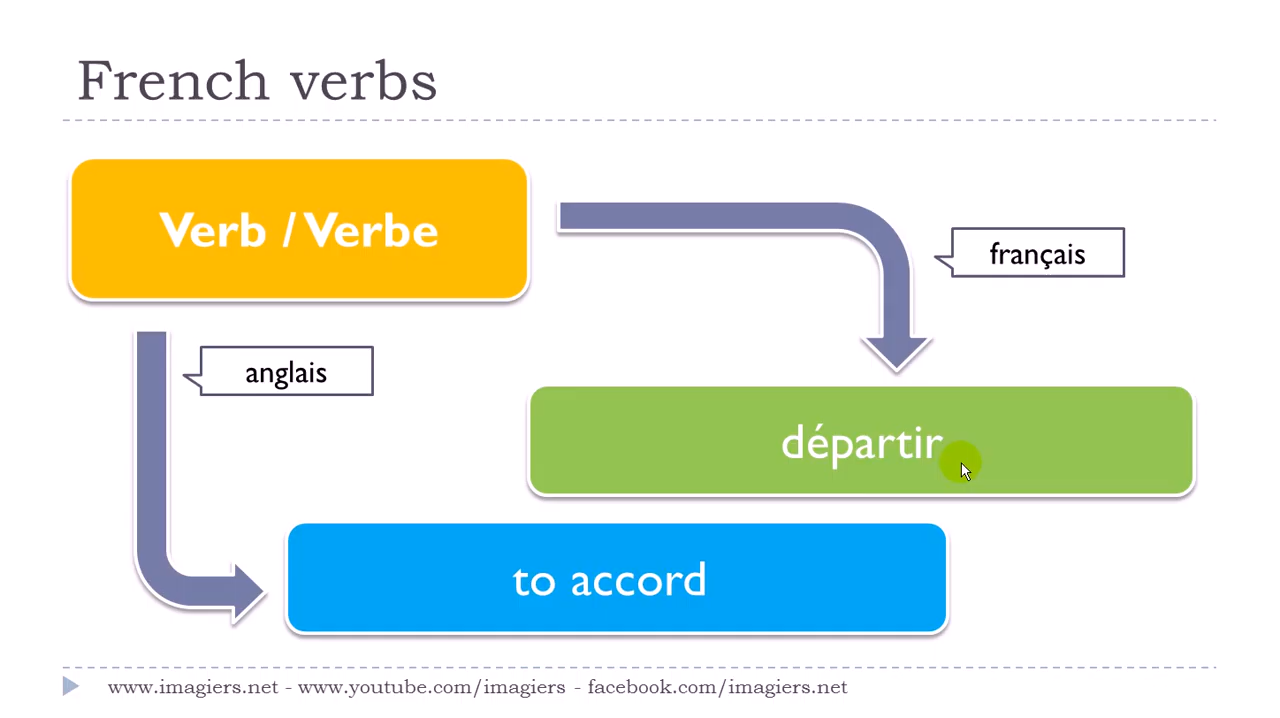 French verbs
Verb / Verbe
français
anglais
départir
to accord
www.imagiers.net - www.youtube.com/imagiers - facebook.com/imagiers.net